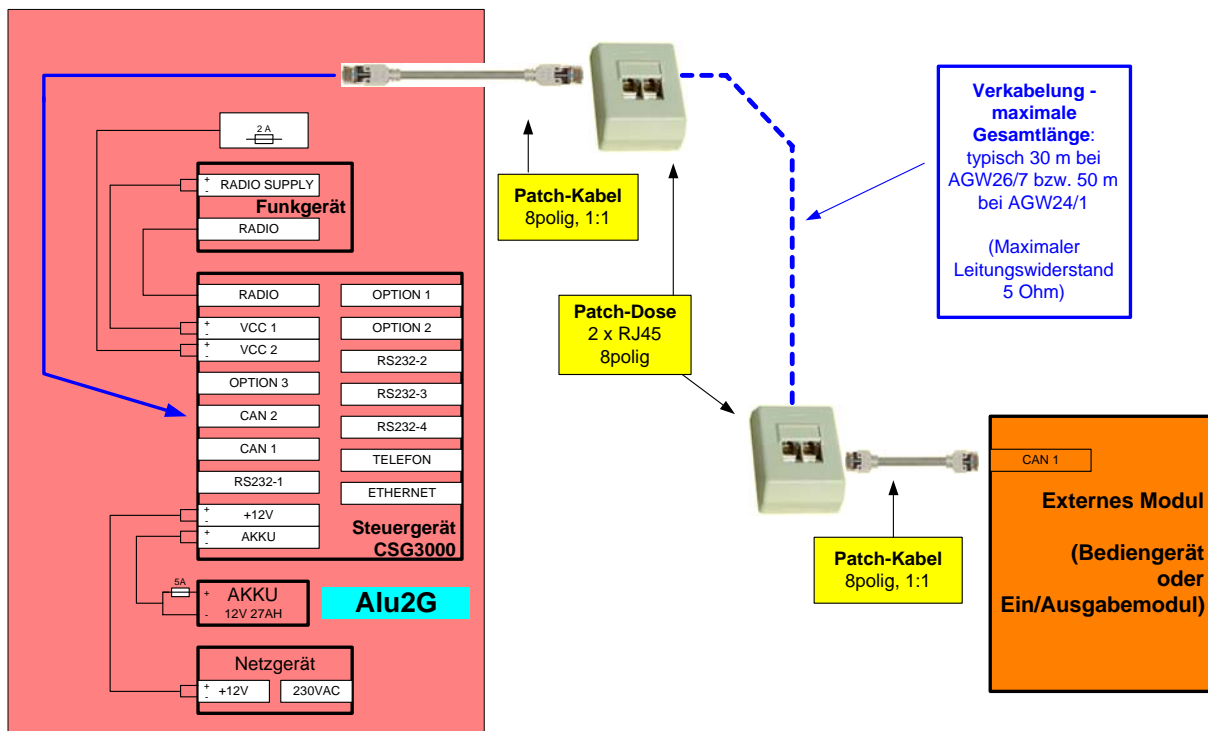 2 A
+
-
RADIO SUPPLY
Funkgerät
RADIO
RADIO
+
-
VCC 1
+
-
VCC 2
OPTION 3
CAN 2
CAN 1
RS232-1
+
-
+12V
+
-
AKKU
OPTION 1
OPTION 2
RS232-2
RS232-3
RS232-4
TELEFON
ETHERNET
Steuergerät
CSG3000
5A
+
-
AKKU
12V 27AH
Alu2G
Netzgerät
+
-
+12V
230VAC
Patch-Kabel
8polig, 1:1
Patch-Dose
2 x RJ45
8polig
Verkabelung -
maximale
Gesamtlänge:
typisch 30 m bei
AGW26/7 bzw. 50 m
bei AGW24/1
(Maximaler
Leitungswiderstand
5 Ohm)
Patch-Kabel
8polig, 1:1
CAN 1
Externes Modul
(Bediengerät
oder
Ein/Ausgabemodul)